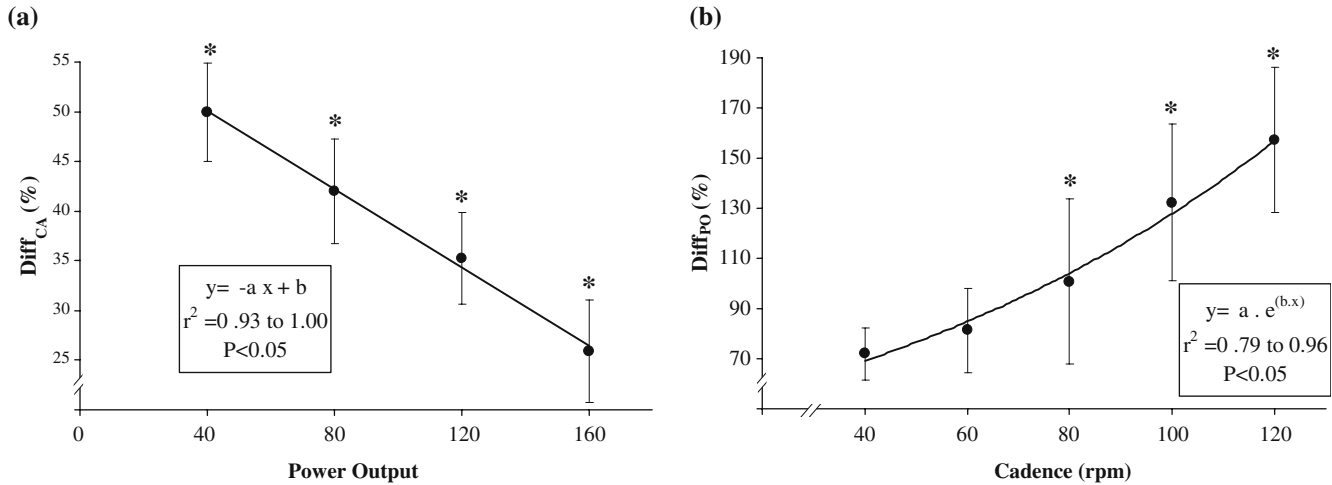 (a)
55
50
45
40
35
30
25
Diff_CA (%)
* * * *
y= -a x + b
r² =0 .93 to 1.00
P<0.05
0 40 80 120 160
Power Output
(b)
190
170
150
130
110
90
70
Diff_PO (%)
* * *
y= a . e^(b.x)
r² =0 .79 to 0.96
P<0.05
40 60 80 100 120
Cadence (rpm)